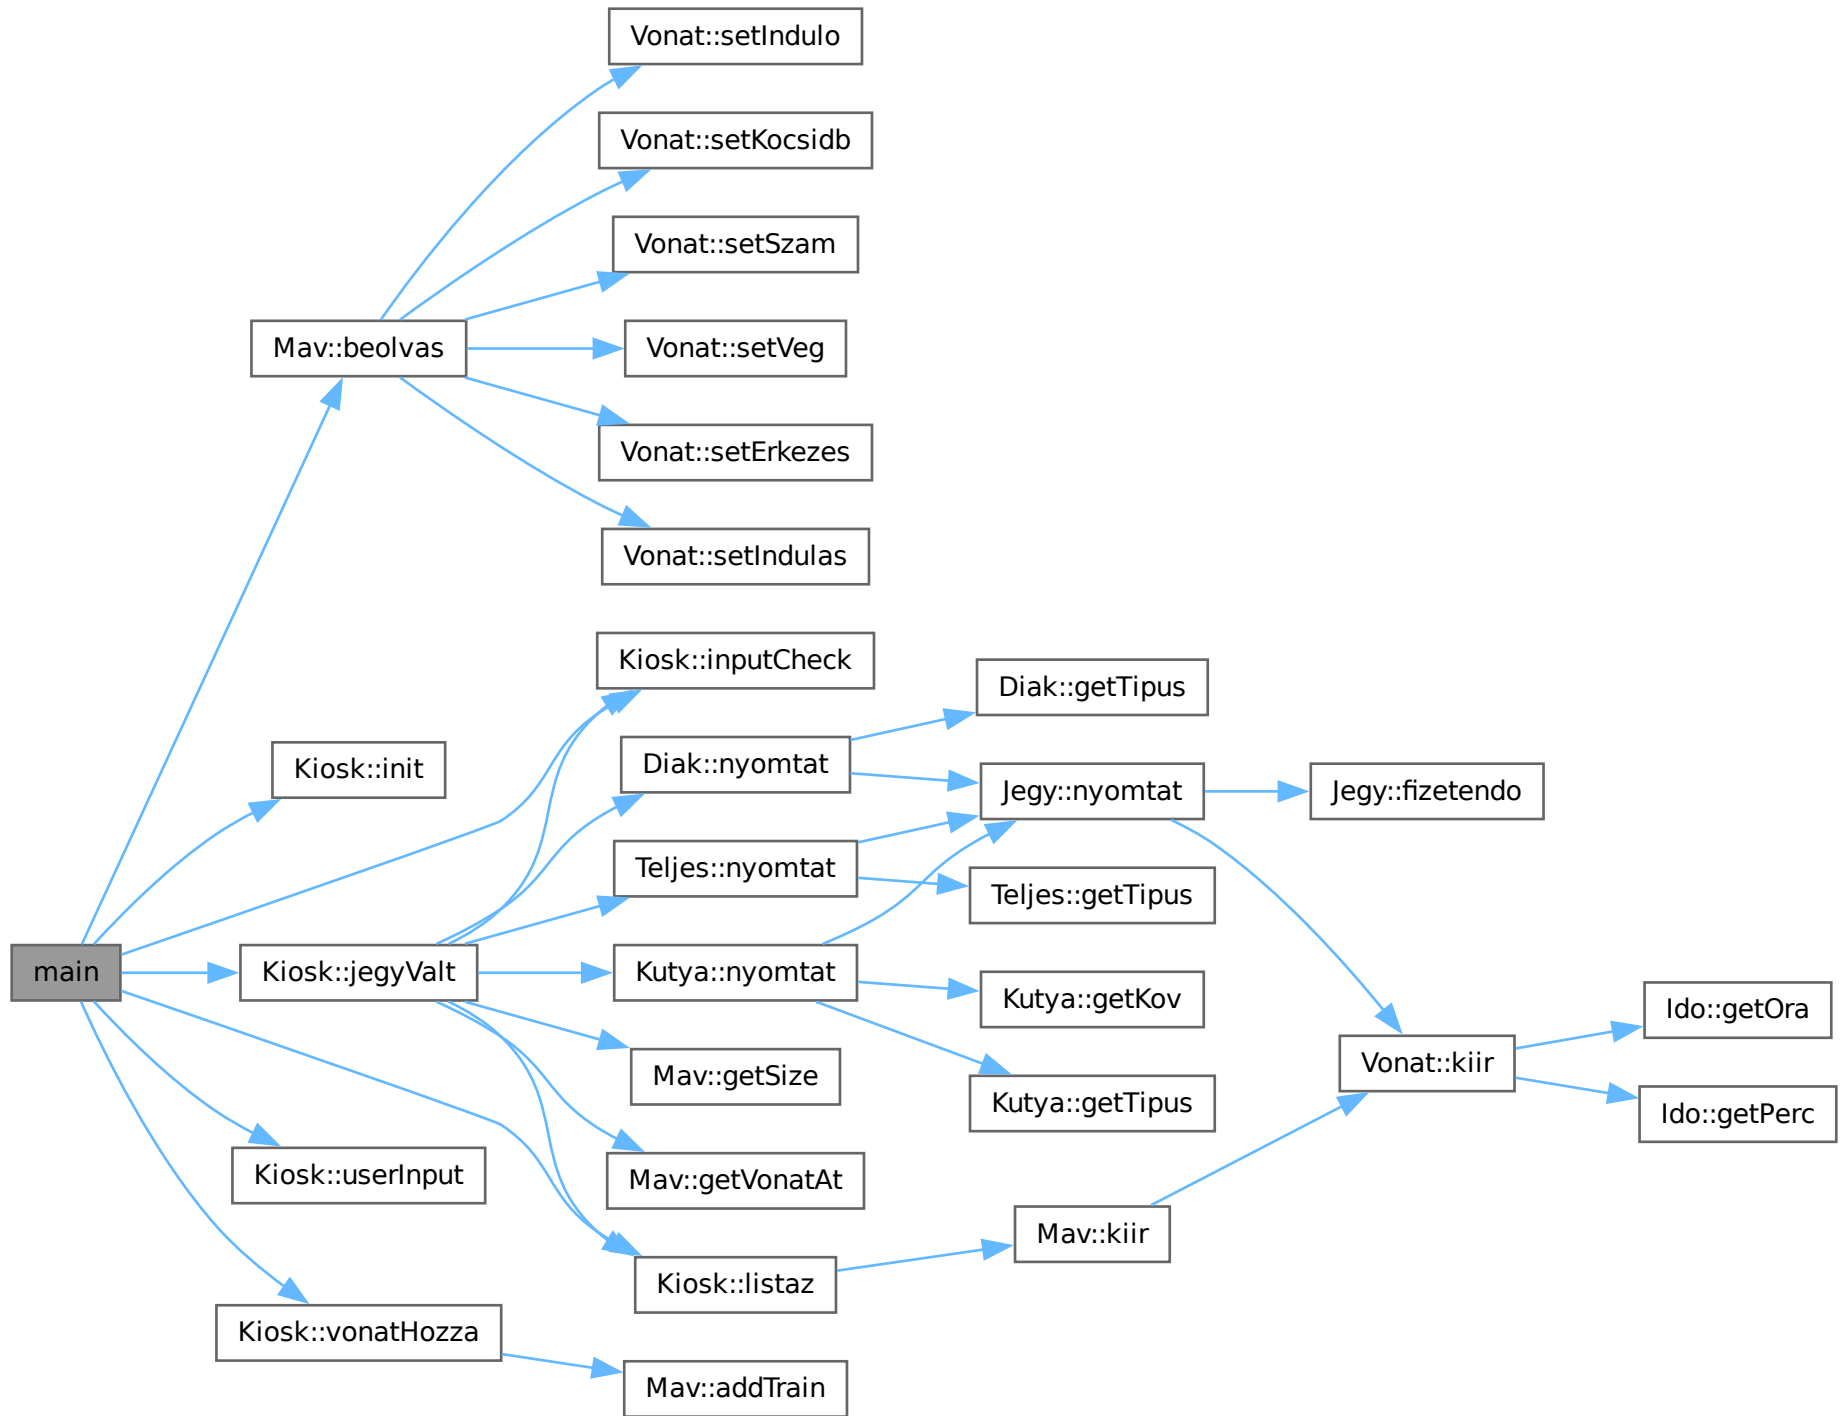 Vonat::setIndulo
Vonat::setKocsidb
Vonat::setSzam
Mav::beolvas
Vonat::setVeg
Vonat::setErkezes
Vonat::setIndulas
Kiosk::inputCheck
Diak::getTipus
Kiosk::init
Diak::nyomtat
Jegy::nyomtat
Jegy::fizetendo
Teljes::nyomtat
Teljes::getTipus
main
Kiosk::jegyValt
Kutya::nyomtat
Kutya::getKov
Ido::getOra
Mav::getSize
Vonat::kiir
Kutya::getTipus
Ido::getPerc
Kiosk::userInput
Mav::getVonatAt
Mav::kiir
Kiosk::listaz
Kiosk::vonatHozza
Mav::addTrain